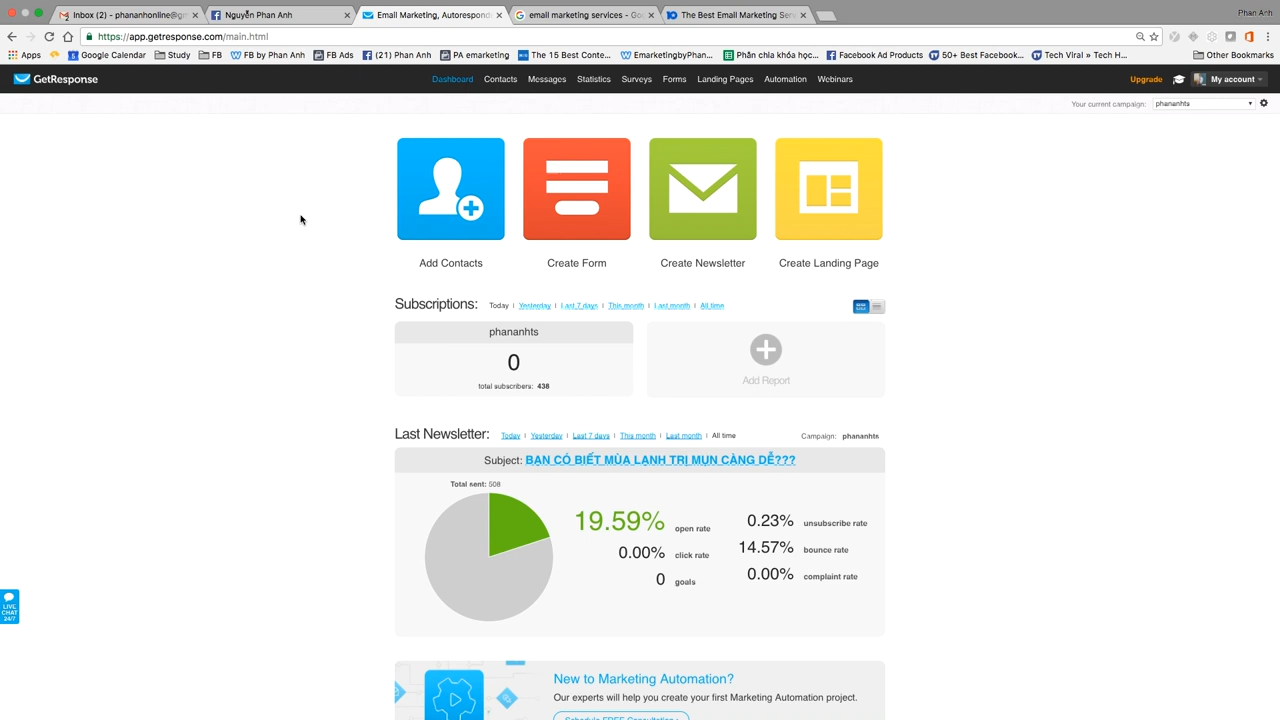 Inbox (2) - phananhonline@gm
Nguyễn Phan Anh
Email Marketing, Autoresponde
email marketing services - Goo
The Best Email Marketing Serv
Phan Anh
https://app.getresponse.com/main.html
Apps
Google Calendar
Study
FB
FB by Phan Anh
FB Ads
(21) Phan Anh
PA emarketing
The 15 Best Conte...
EmarketingbyPhan...
Phân chia khóa học...
Facebook Ad Products
50+ Best Facebook...
Tech Viral » Tech H...
Other Bookmarks
GetResponse
Dashboard
Contacts
Messages
Statistics
Surveys
Forms
Landing Pages
Automation
Webinars
Upgrade
My account
Your current campaign:
phananhts
Add Contacts
Create Form
Create Newsletter
Create Landing Page
Subscriptions: Today | Yesterday | Last 7 days | This month | Last month | All time
phananhts
0
total subscribers: 438
Add Report
Last Newsletter: Today | Yesterday | Last 7 days | This month | Last month | All time
Campaign: phananhts
Subject: BẠN CÓ BIẾT MÙA LẠNH TRỊ MỤN CÀNG DỄ???
Total sent: 508
19.59% open rate
0.00% click rate
0 goals
0.23% unsubscribe rate
14.57% bounce rate
0.00% complaint rate
LIVE
CHAT
24/7
New to Marketing Automation?
Our experts will help you create your first Marketing Automation project.
Schedule FREE Consultation